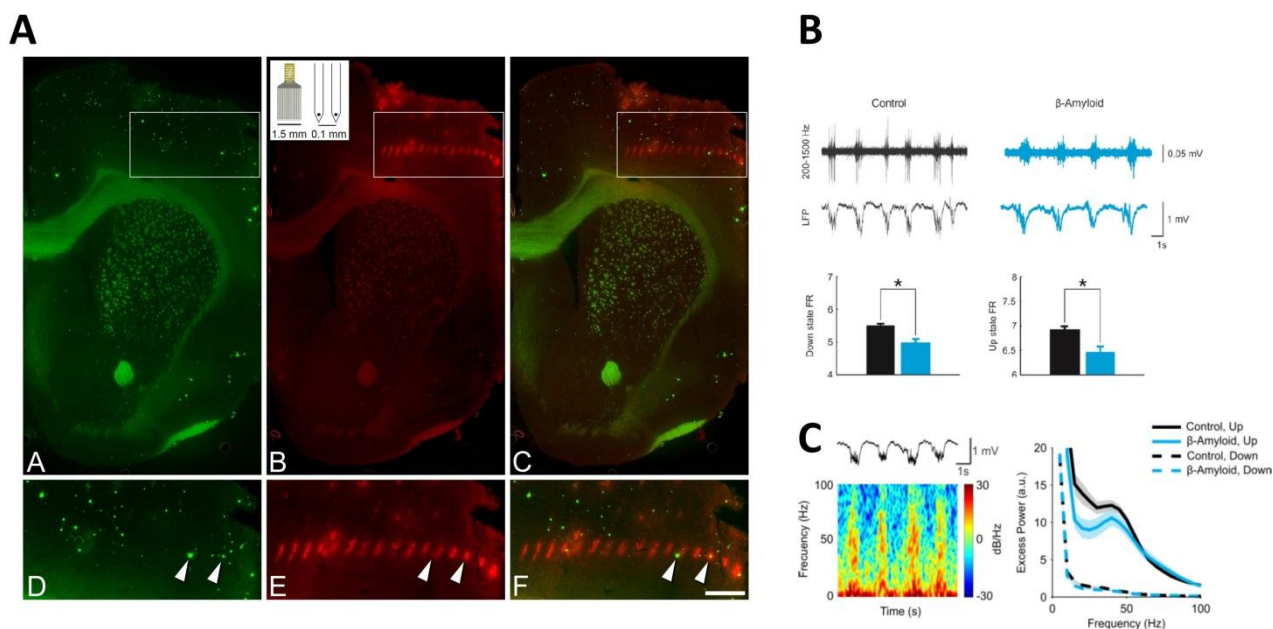 A
1.5 mm 0.1 mm
A B C
D E F
B
Control β-Amyloid
200-1500 Hz
0.05 mV
LFP
1 mV
1s
Down state FR
7
6
5
4
*
Up state FR
8
7.5
7
6.5
6
*
C
1 mV
1s
Frecuency (Hz)
100
50
0
Time (s)
30
0
-30
dB/Hz
Control, Up
β-Amyloid, Up
Control, Down
β-Amyloid, Down
Excess Power (a.u.)
20
15
10
5
0
0 50 100
Frequency (Hz)